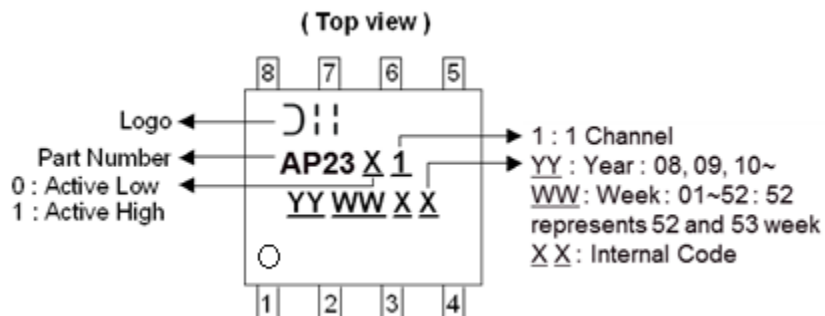 ( Top view )
8 7 6 5
Logo
Part Number
0 : Active Low
1 : Active High
AP23 X 1
YY WW X X
1 : 1 Channel
YY : Year : 08, 09, 10~
WW : Week : 01~52 : 52
represents 52 and 53 week
X X : Internal Code
1 2 3 4